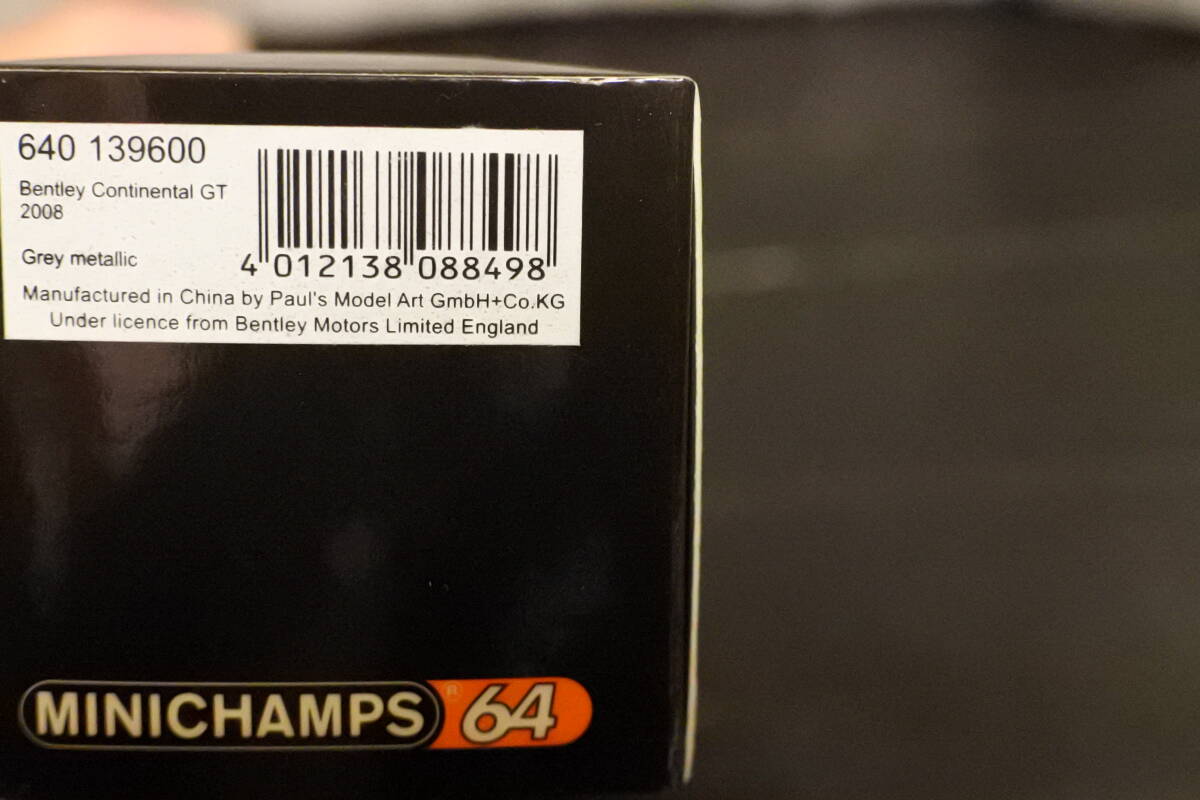 640 139600
Bentley Continental GT
2008
Grey metallic
4 012138 088498
Manufactured in China by Paul's Model Art GmbH+Co.KG
Under licence from Bentley Motors Limited England
MINICHAMPS® 64